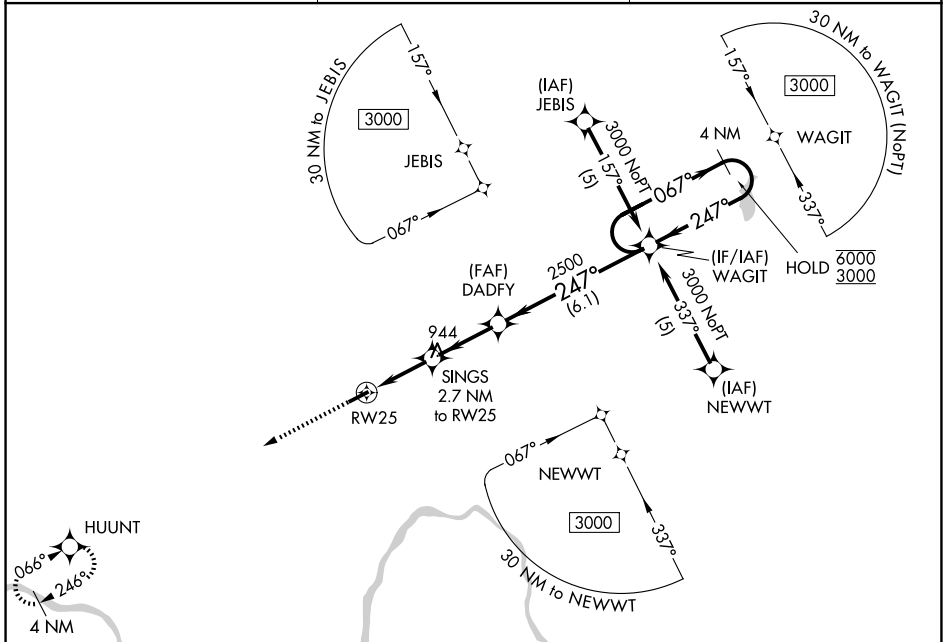 30 NM to JEBIS
157°
3000
JEBIS
067°
(IAF)
JEBIS
3000 NoPT
157°
(5)
30 NM to WAGIT (NoPT)
157°
3000
WAGIT
337°
4 NM
067°
247°
(IF/IAF)
WAGIT
HOLD 6000
3000
(FAF)
DADFY
2500
247°
(6.1)
3000 NoPT
337°
(5)
(IAF)
NEWWT
944
SINGS
2.7 NM
to RW25
RW25
067°
NEWWT
3000
337°
30 NM to NEWWT
HUUNT
066°
246°
4 NM